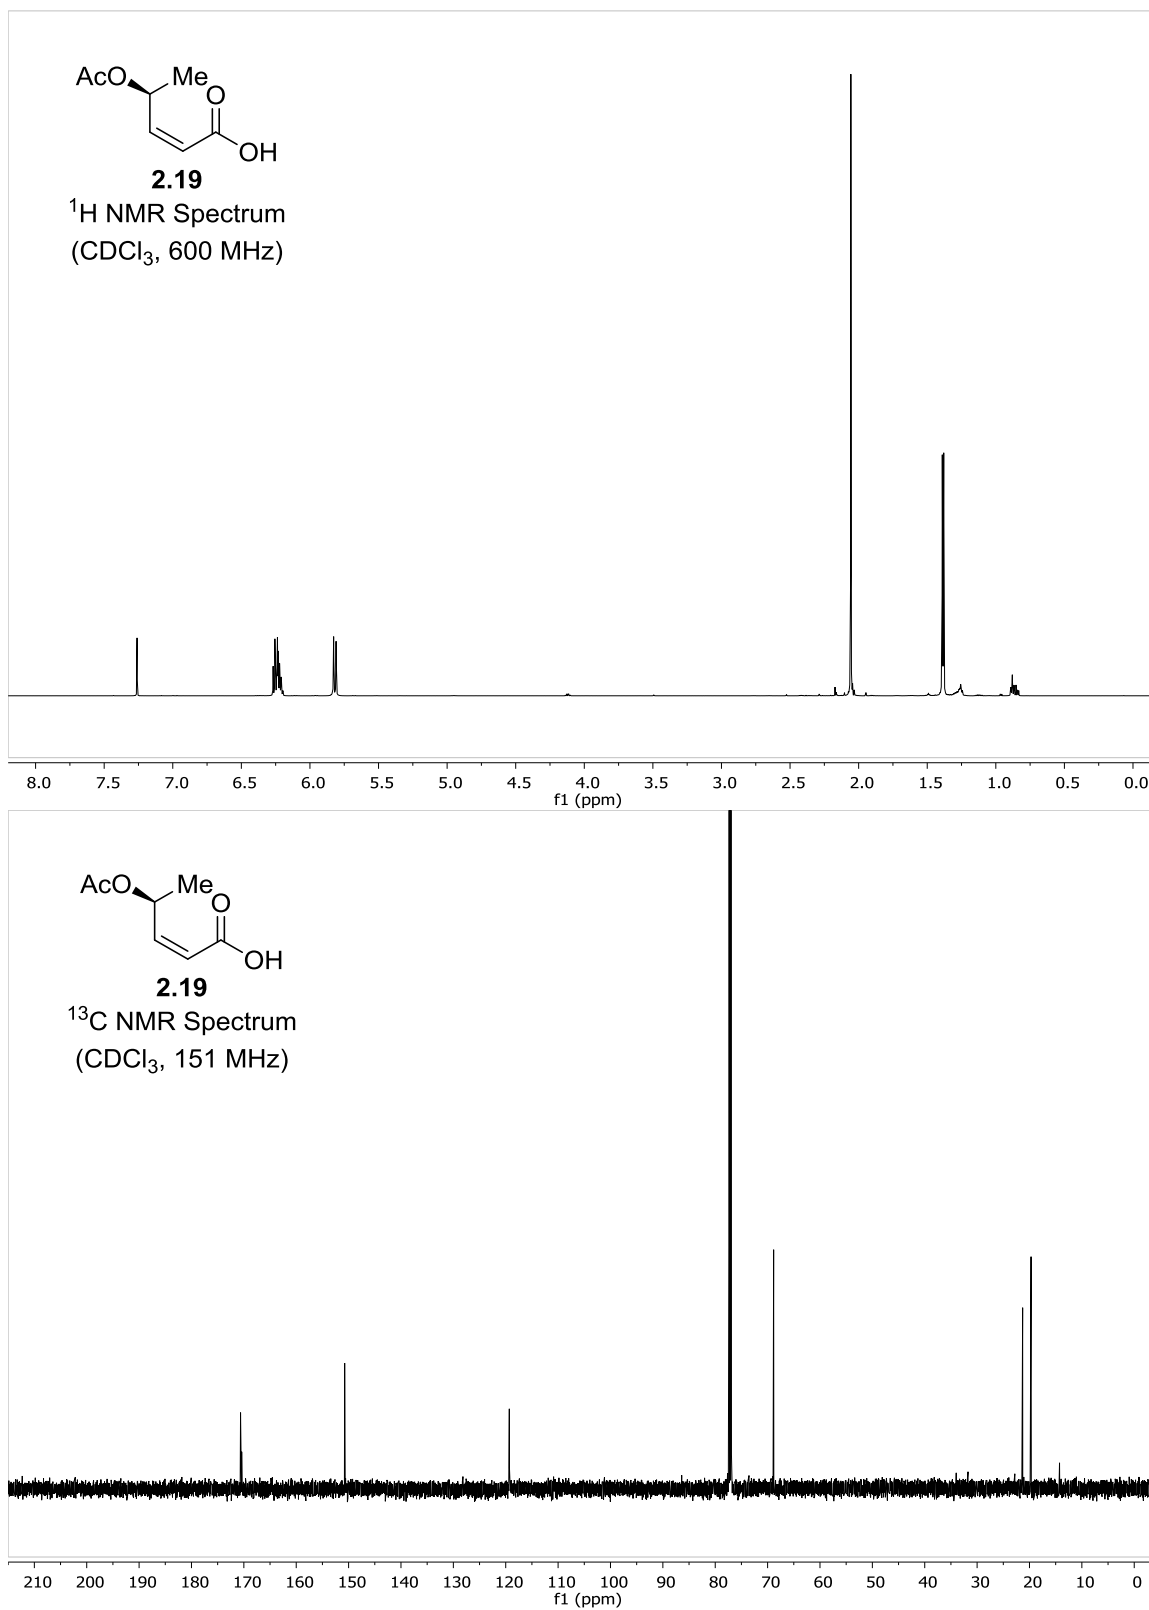 AcO Me
O
OH
2.19
¹H NMR Spectrum
(CDCl₃, 600 MHz)
8.0 7.5 7.0 6.5 6.0 5.5 5.0 4.5 4.0 3.5 3.0 2.5 2.0 1.5 1.0 0.5 0.0
f1 (ppm)
AcO Me
O
OH
2.19
¹³C NMR Spectrum
(CDCl₃, 151 MHz)
210 200 190 180 170 160 150 140 130 120 110 100 90 80 70 60 50 40 30 20 10 0
f1 (ppm)